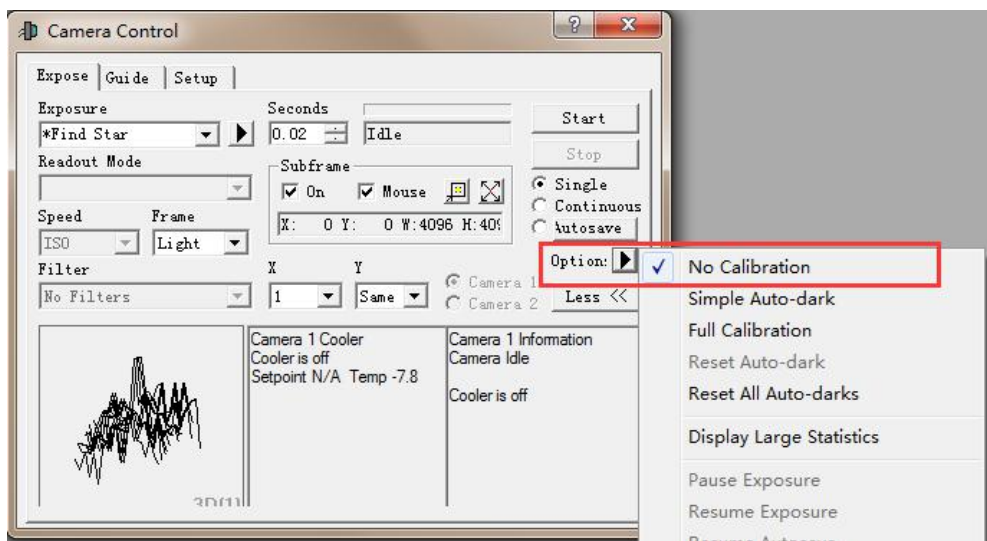 Camera Control
Expose Guide Setup
Exposure
*Find Star
Seconds
0.02 Idle
Start
Stop
Readout Mode
Subframe
On Mouse
X: 0 Y: 0 W:4096 H:409
Single
Continuous
Autosave
Speed Frame
ISO Light
Option:
Filter
No Filters
X Y
1 Same
Camera 1
Camera 2
Less <<
Camera 1 Cooler
Cooler is off
Setpoint N/A Temp -7.8
Camera 1 Information
Camera Idle
Cooler is off
3D(1)
No Calibration
Simple Auto-dark
Full Calibration
Reset Auto-dark
Reset All Auto-darks
Display Large Statistics
Pause Exposure
Resume Exposure